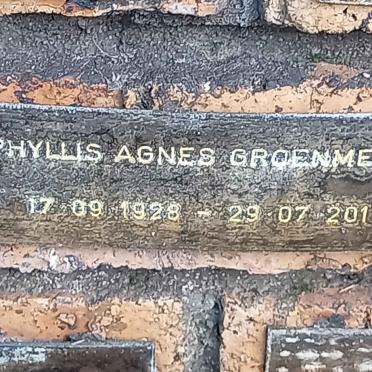 PHYLLIS AGNES GROENME
17 09 1928 - 29 07 201